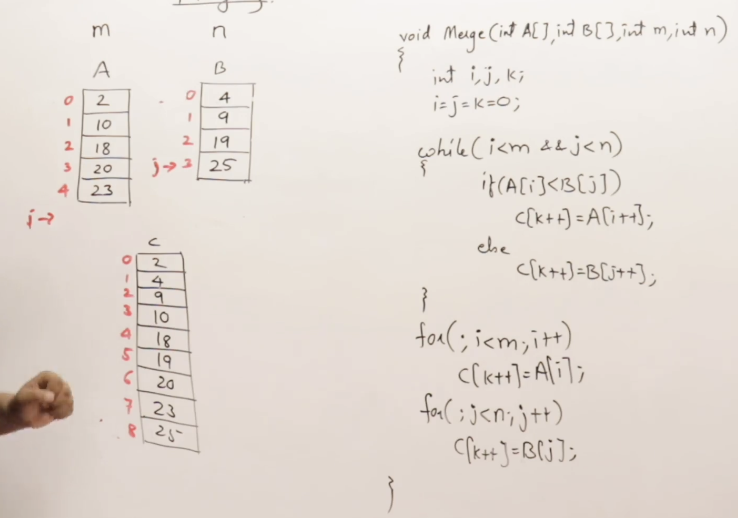 m n
A B
0 2
1 10
2 18
3 20
4 23
i→
0 4
1 9
2 19
j→ 3 25
C
0 2
1 4
2 9
3 10
4 18
5 19
6 20
7 23
8 25
void Merge(int A[],int B[],int m,int n)
{
int i,j,k;
i=j=k=0;
while(i<m && j<n)
{
if(A[i]<B[j])
C[k++]=A[i++];
else
C[k++]=B[j++];
}
for(;i<m;i++)
C[k++]=A[i];
for(;j<n;j++)
C[k++]=B[j];
}